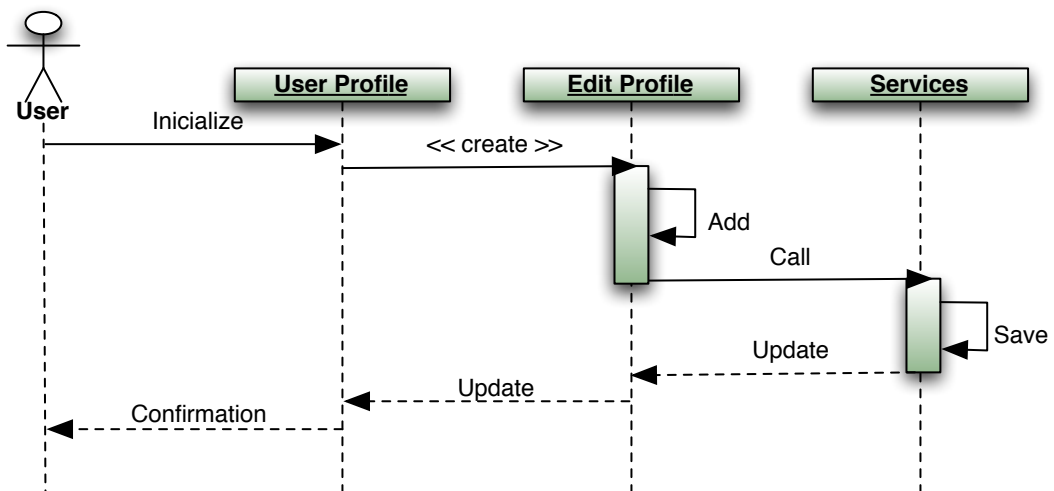 User
User Profile
Edit Profile
Services
Inicialize
<< create >>
Add
Call
Save
Update
Update
Confirmation